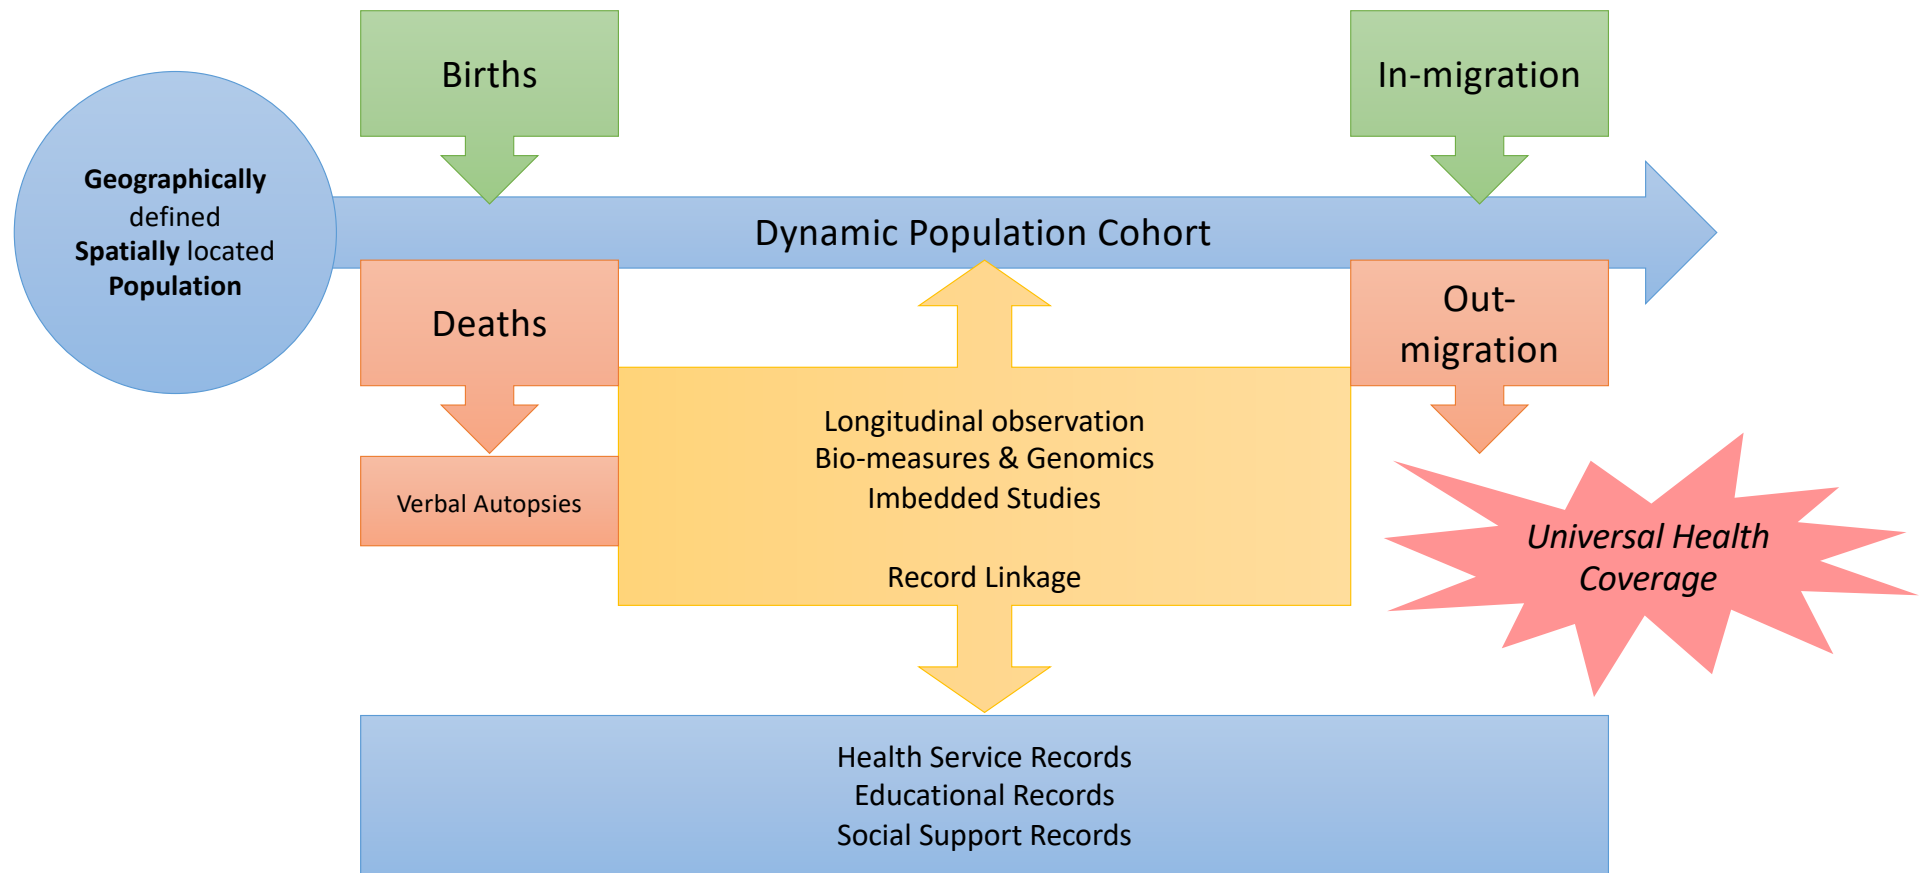 Births
In-migration
Geographically
defined
Spatially located
Population
Dynamic Population Cohort
Deaths
Out-
migration
Verbal Autopsies
Longitudinal observation
Bio-measures & Genomics
Imbedded Studies
Record Linkage
Universal Health
Coverage
Health Service Records
Educational Records
Social Support Records